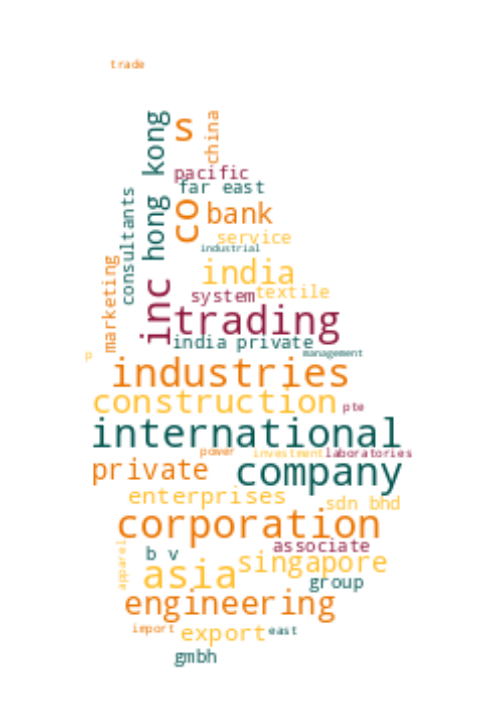 trade
hong kong
s
china
pacific
far east
consultants
co
bank
service
industrial
marketing
india
inc
system
textile
trading
india private
management
p
industries
construction
pte
international
power
investment
laboratories
private
company
enterprises
sdn bhd
corporation
associate
b v
apparel
asia
singapore
group
engineering
import
export
east
gmbh